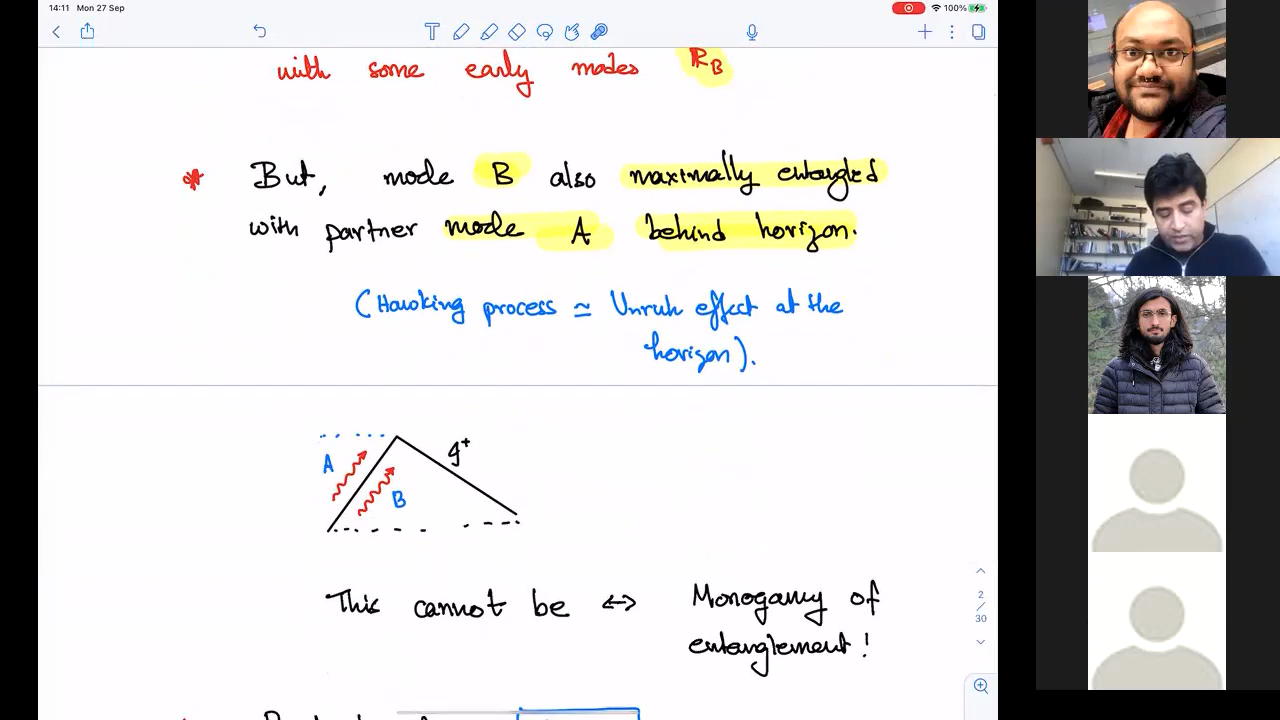 14:11 Mon 27 Sep
100%
with some early modes R_B
* But, mode B also maximally entangled
with partner mode A behind horizon.
(Hawking process ≃ Unruh effect at the
horizon).
A
B
g⁺
This cannot be ↔ Monogamy of
entanglement!
2
/
30